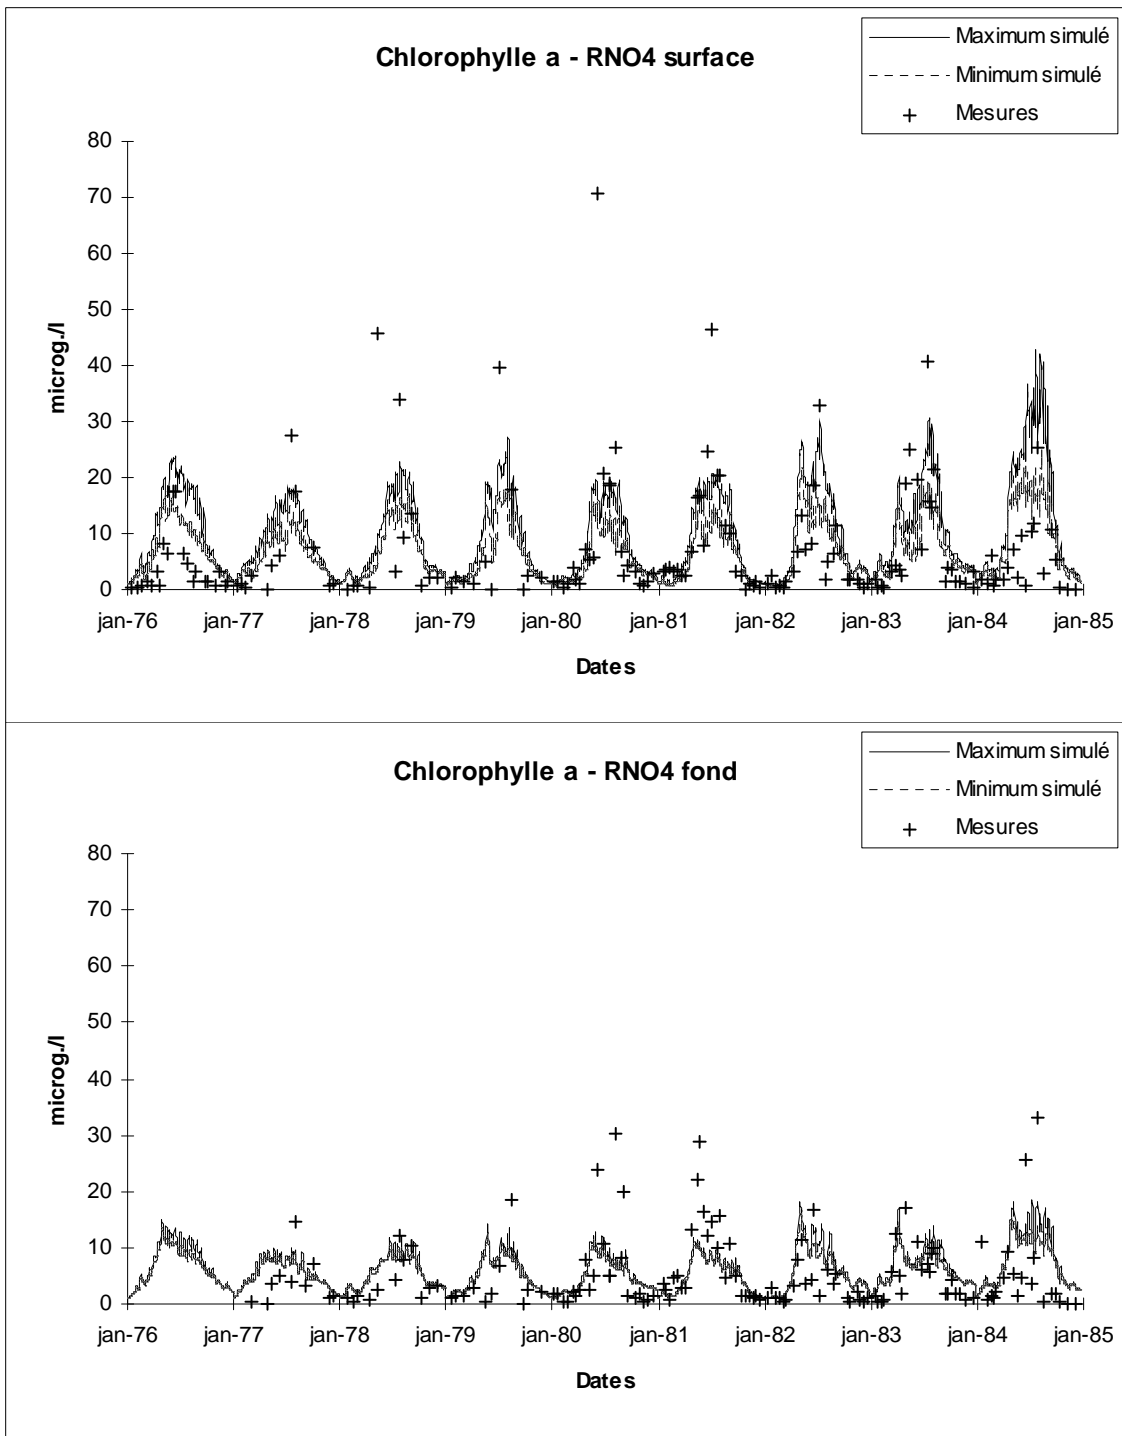 Maximum simulé
Chlorophylle a - RNO4 surface
Minimum simulé
Mesures
80
70
60
50
40
30
20
10
0
microg./l
jan-76 jan-77 jan-78 jan-79 jan-80 jan-81 jan-82 jan-83 jan-84 jan-85
Dates
Maximum simulé
Chlorophylle a - RNO4 fond
Minimum simulé
Mesures
80
70
60
50
40
30
20
10
0
microg./l
jan-76 jan-77 jan-78 jan-79 jan-80 jan-81 jan-82 jan-83 jan-84 jan-85
Dates